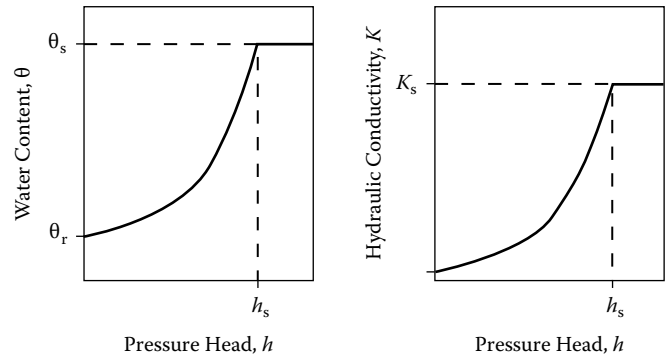 Water Content, θ
θs
θr
hs
Pressure Head, h
Hydraulic Conductivity, K
Ks
hs
Pressure Head, h